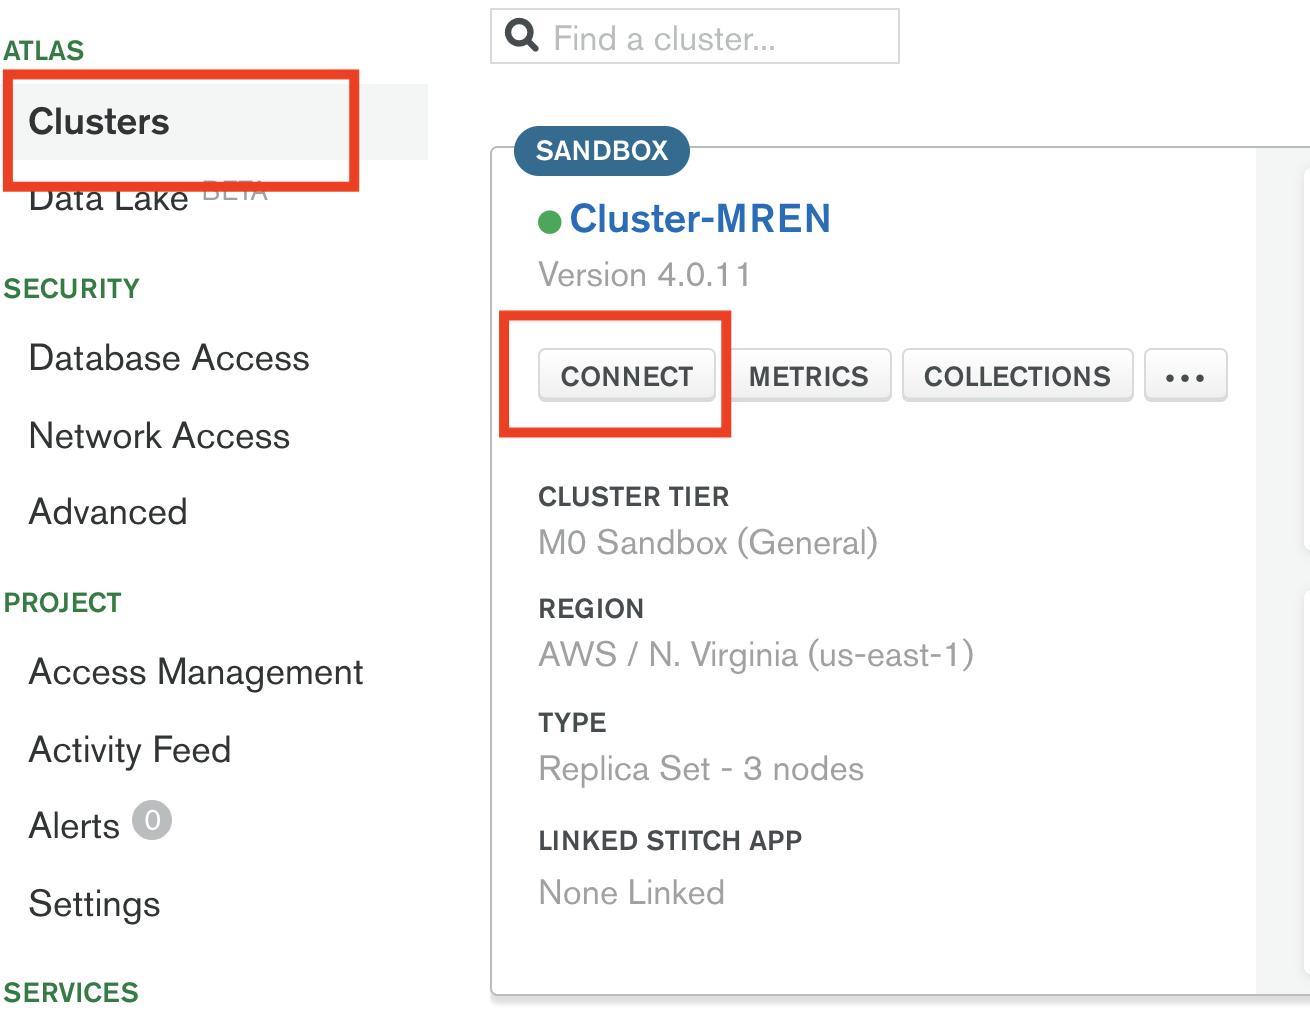 ATLAS
Clusters
Data Lake BETA
SECURITY
Database Access
Network Access
Advanced
PROJECT
Access Management
Activity Feed
Alerts 0
Settings
SERVICES
Find a cluster...
SANDBOX
Cluster-MREN
Version 4.0.11
CONNECT METRICS COLLECTIONS ...
CLUSTER TIER
M0 Sandbox (General)
REGION
AWS / N. Virginia (us-east-1)
TYPE
Replica Set - 3 nodes
LINKED STITCH APP
None Linked